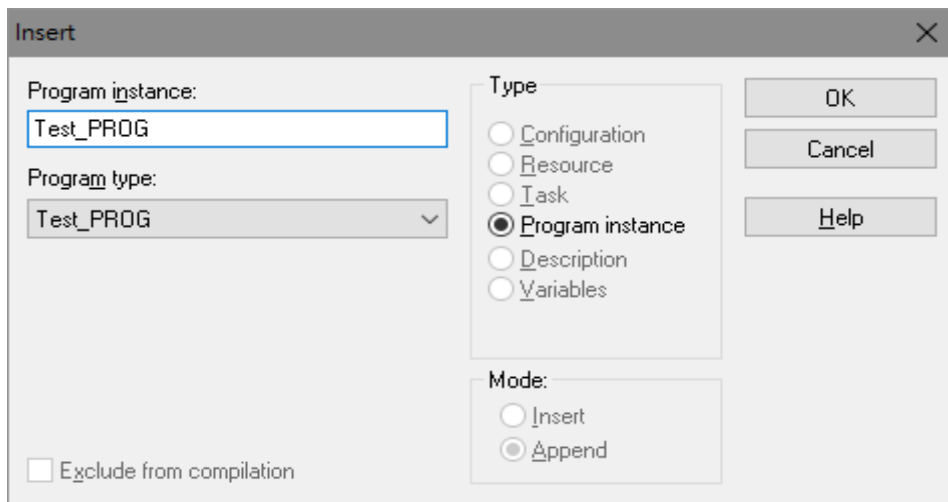 Insert
Program instance:
Test_PROG
Program type:
Test_PROG
Exclude from compilation
Type
Configuration
Resource
Task
Program instance
Description
Variables
Mode:
Insert
Append
OK
Cancel
Help